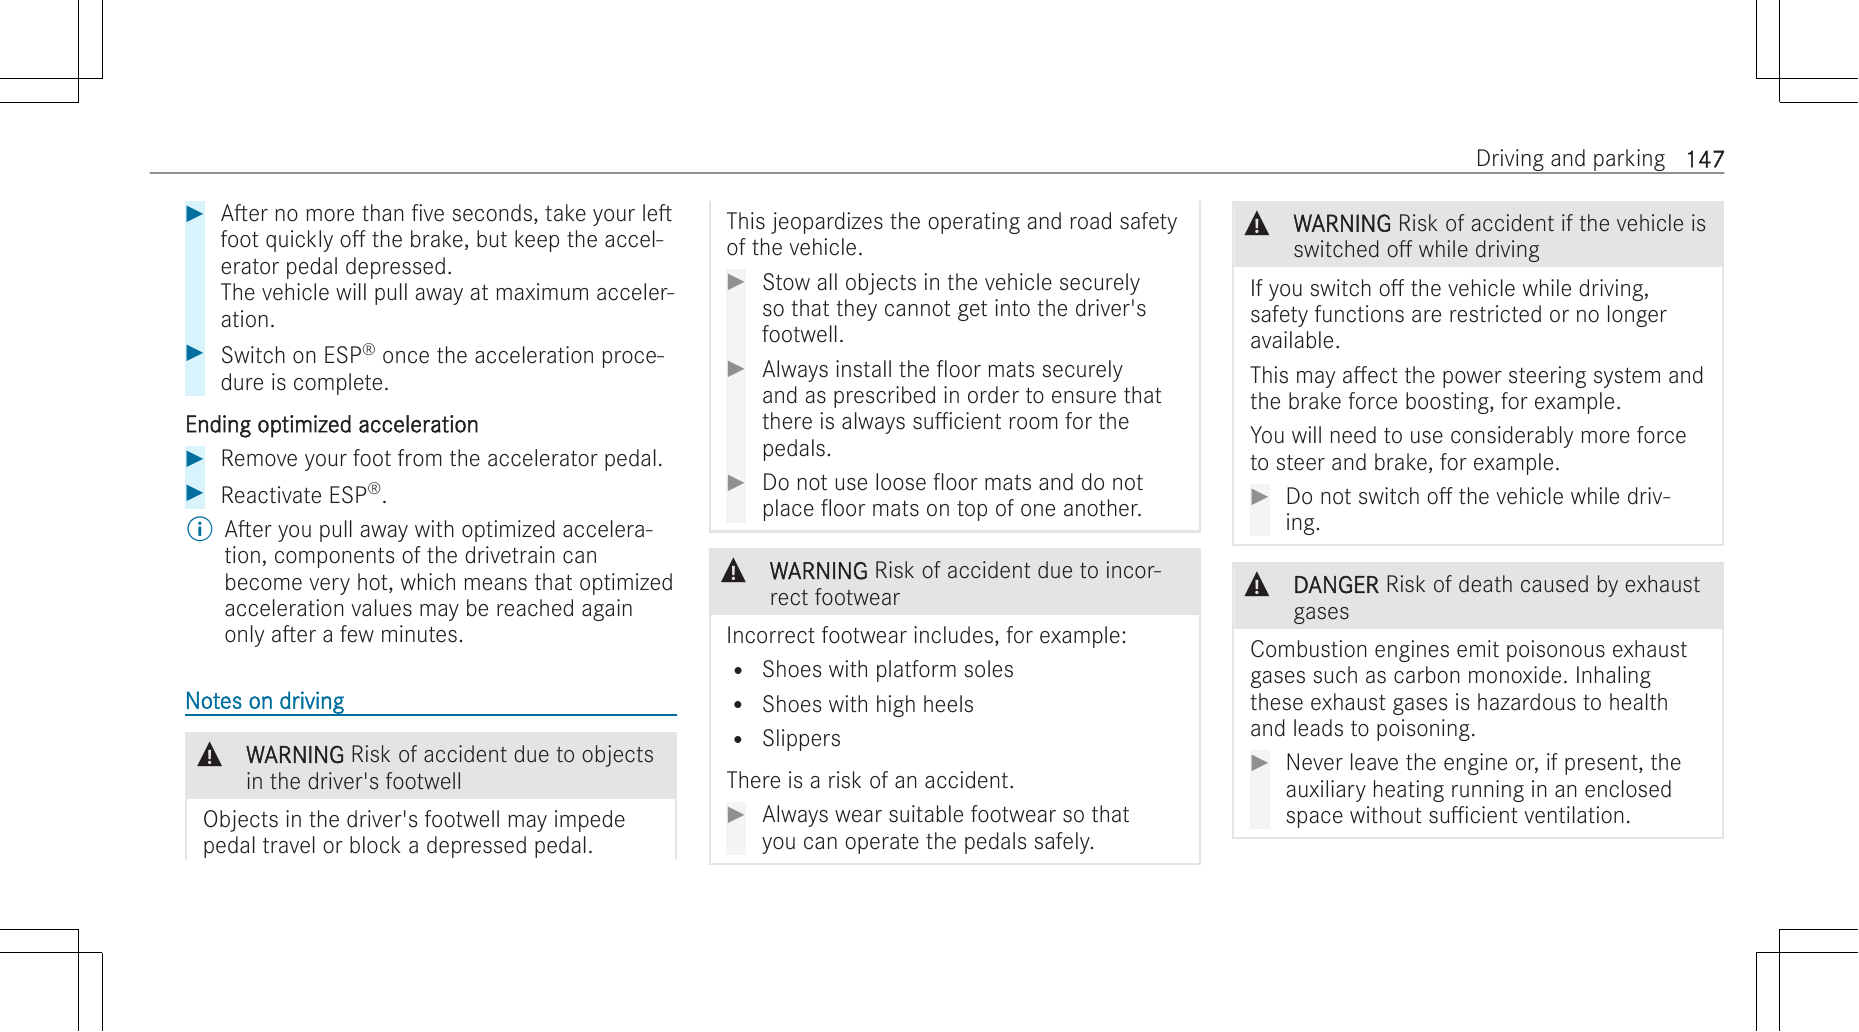 Driving and parking 147
After no more than five seconds, take your left
foot quickly off the brake, but keep the accel-
erator pedal depressed.
The vehicle will pull away at maximum acceler-
ation.
Switch on ESP® once the acceleration proce-
dure is complete.
Ending optimized acceleration
Remove your foot from the accelerator pedal.
Reactivate ESP®.
After you pull away with optimized accelera-
tion, components of the drivetrain can
become very hot, which means that optimized
acceleration values may be reached again
only after a few minutes.
Notes on driving
WARNING Risk of accident due to objects
in the driver's footwell
Objects in the driver's footwell may impede
pedal travel or block a depressed pedal.
This jeopardizes the operating and road safety
of the vehicle.
Stow all objects in the vehicle securely
so that they cannot get into the driver's
footwell.
Always install the floor mats securely
and as prescribed in order to ensure that
there is always sufficient room for the
pedals.
Do not use loose floor mats and do not
place floor mats on top of one another.
WARNING Risk of accident due to incor-
rect footwear
Incorrect footwear includes, for example:
• Shoes with platform soles
• Shoes with high heels
• Slippers
There is a risk of an accident.
Always wear suitable footwear so that
you can operate the pedals safely.
WARNING Risk of accident if the vehicle is
switched off while driving
If you switch off the vehicle while driving,
safety functions are restricted or no longer
available.
This may affect the power steering system and
the brake force boosting, for example.
You will need to use considerably more force
to steer and brake, for example.
Do not switch off the vehicle while driv-
ing.
DANGER Risk of death caused by exhaust
gases
Combustion engines emit poisonous exhaust
gases such as carbon monoxide. Inhaling
these exhaust gases is hazardous to health
and leads to poisoning.
Never leave the engine or, if present, the
auxiliary heating running in an enclosed
space without sufficient ventilation.